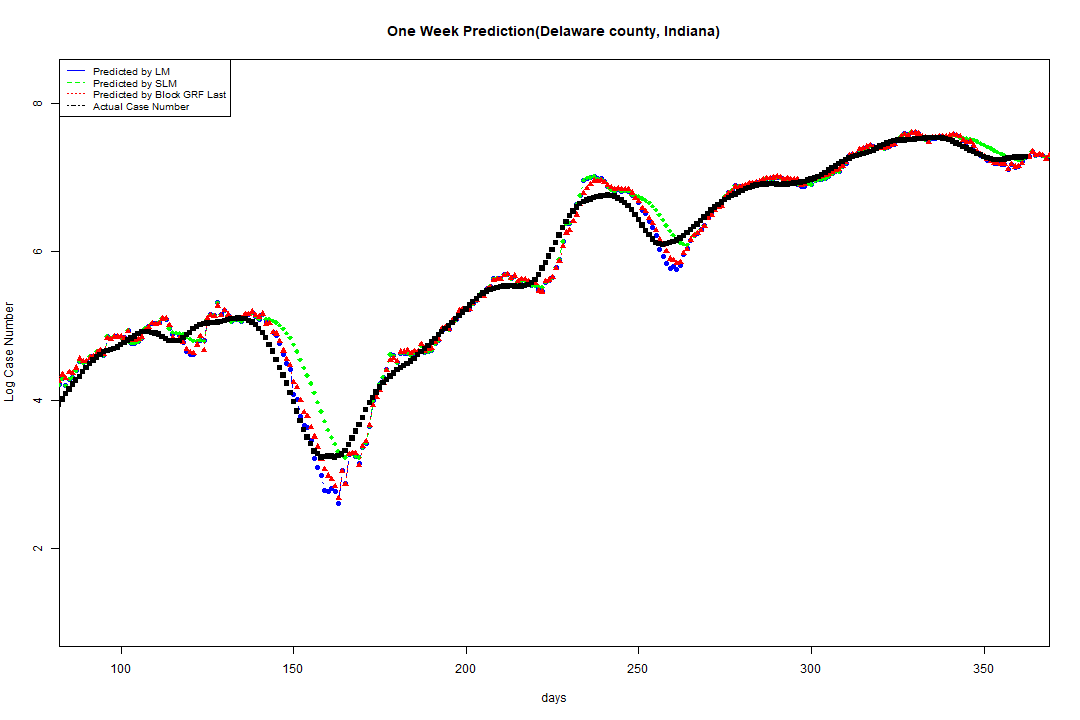 One Week Prediction(Delaware county, Indiana)
Predicted by LM
Predicted by SLM
Predicted by Block GRF Last
Actual Case Number
Log Case Number
8
6
4
2
100 150 200 250 300 350
days